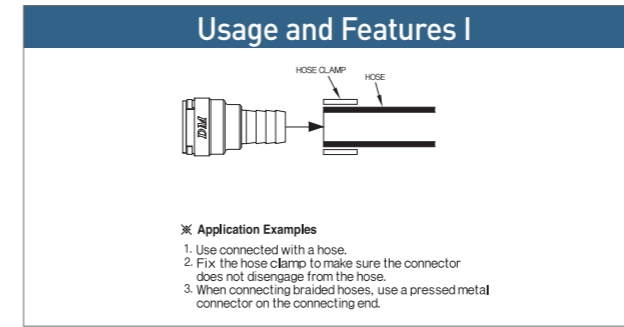 Usage and Features I
HOSE CLAMP
HOSE
DM
※ Application Examples
1. Use connected with a hose.
2. Fix the hose clamp to make sure the connector
does not disengage from the hose.
3. When connecting braided hoses, use a pressed metal
connector on the connecting end.